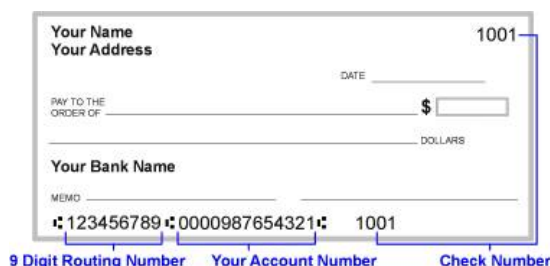 Your Name 1001
Your Address
DATE
PAY TO THE
ORDER OF $
DOLLARS
Your Bank Name
MEMO
⑆123456789⑆0000987654321⑆ 1001
9 Digit Routing Number Your Account Number Check Number